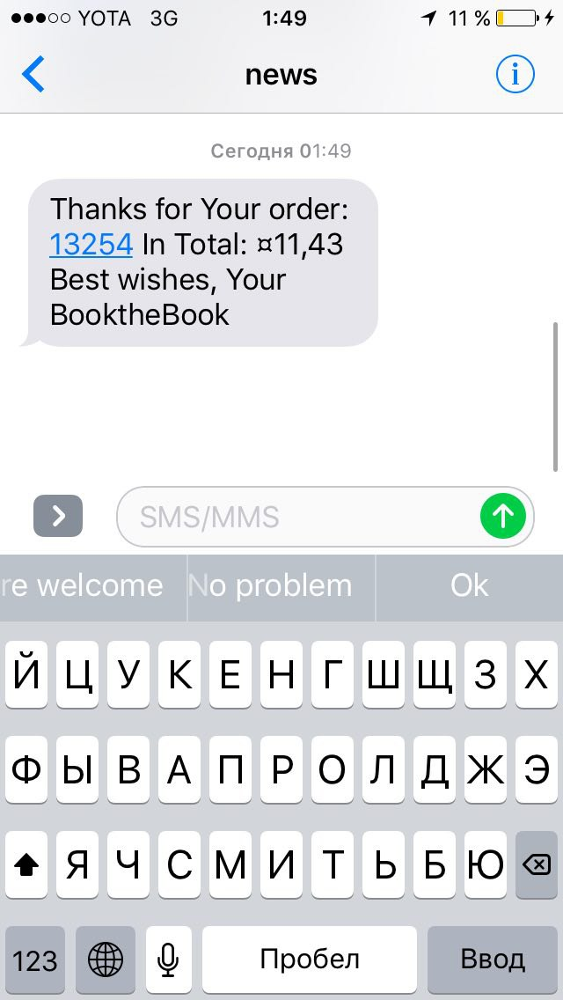 YOTA 3G 1:49 11 %
news
Сегодня 01:49
Thanks for Your order:
13254 In Total: ¤11,43
Best wishes, Your
BooktheBook
SMS/MMS
re welcome No problem Ok
Й Ц У К Е Н Г Ш Щ З Х
Ф Ы В А П Р О Л Д Ж Э
Я Ч С М И Т Ь Б Ю
123 Пробел Ввод